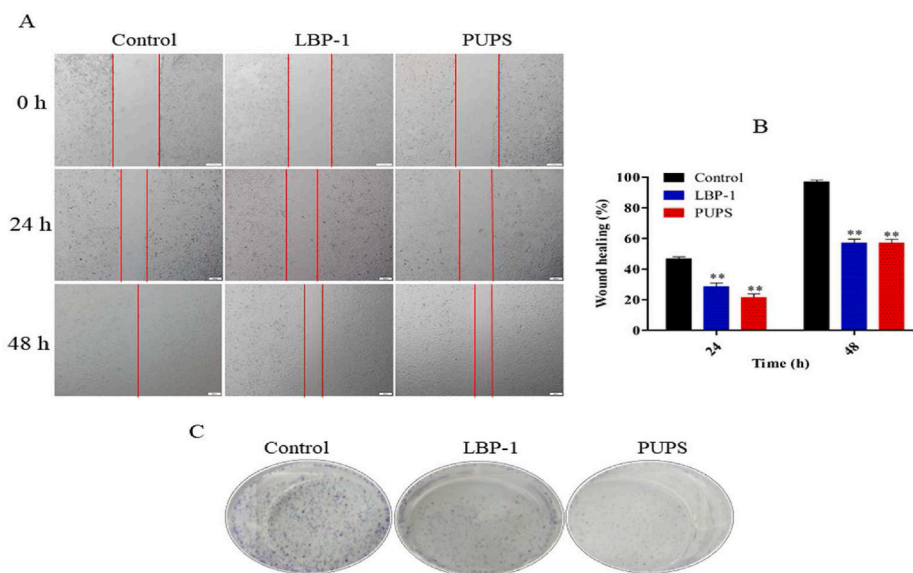 A
Control LBP-1 PUPS
0 h
24 h
48 h
B
Control
LBP-1
PUPS
Wound healing (%)
100
80
60
40
20
0
** ** ** **
24 48
Time (h)
C
Control LBP-1 PUPS